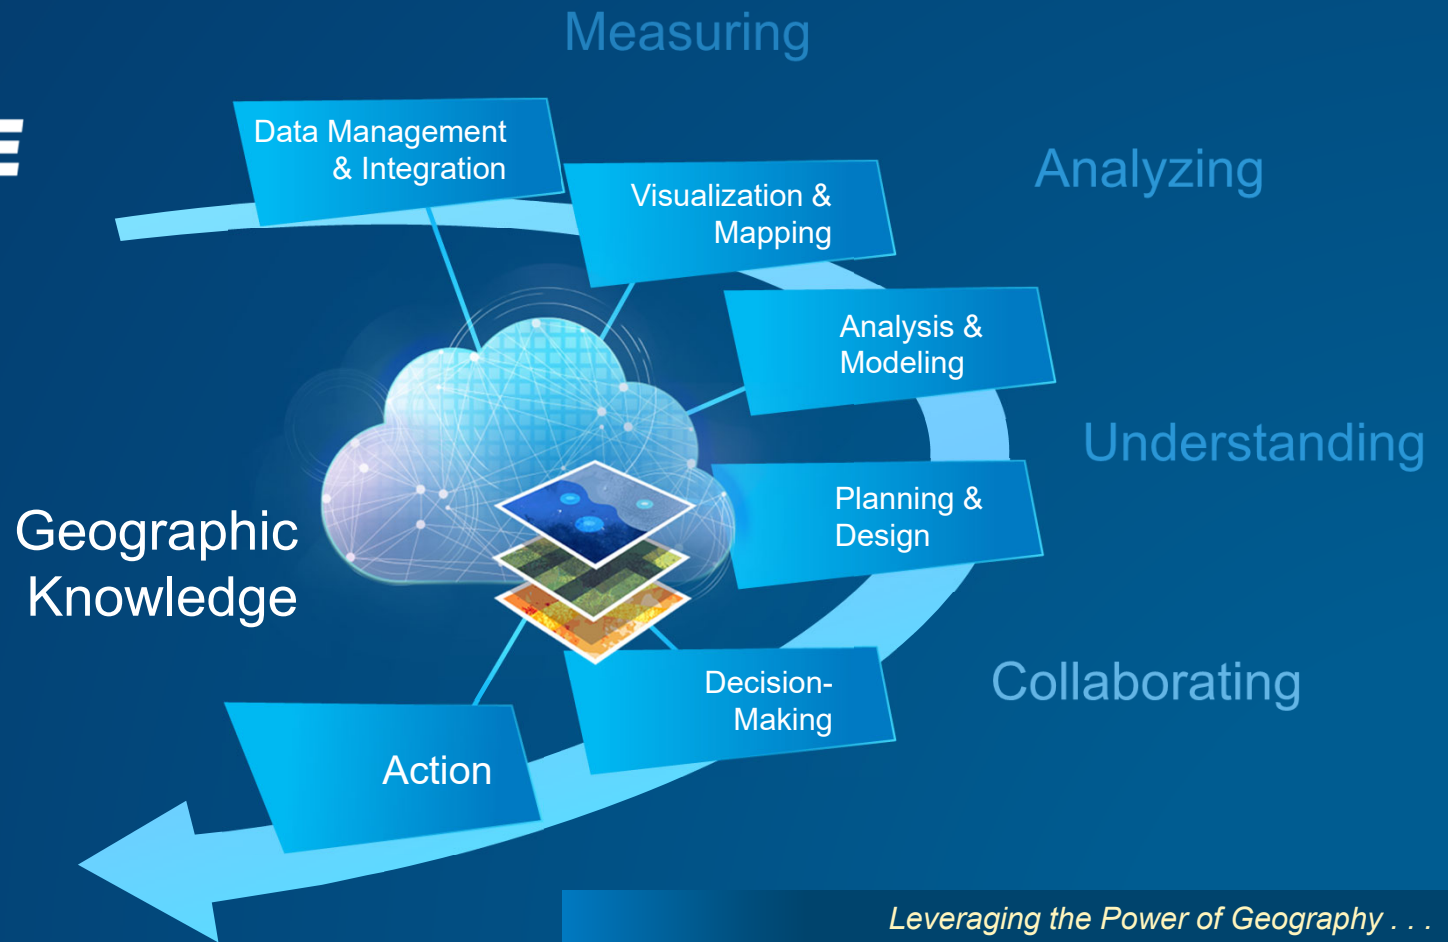 Measuring
E
Data Management
& Integration
Visualization &
Mapping
Analyzing
Analysis &
Modeling
Understanding
Planning &
Design
Geographic
Knowledge
Decision-
Making
Collaborating
Action
Leveraging the Power of Geography . . .